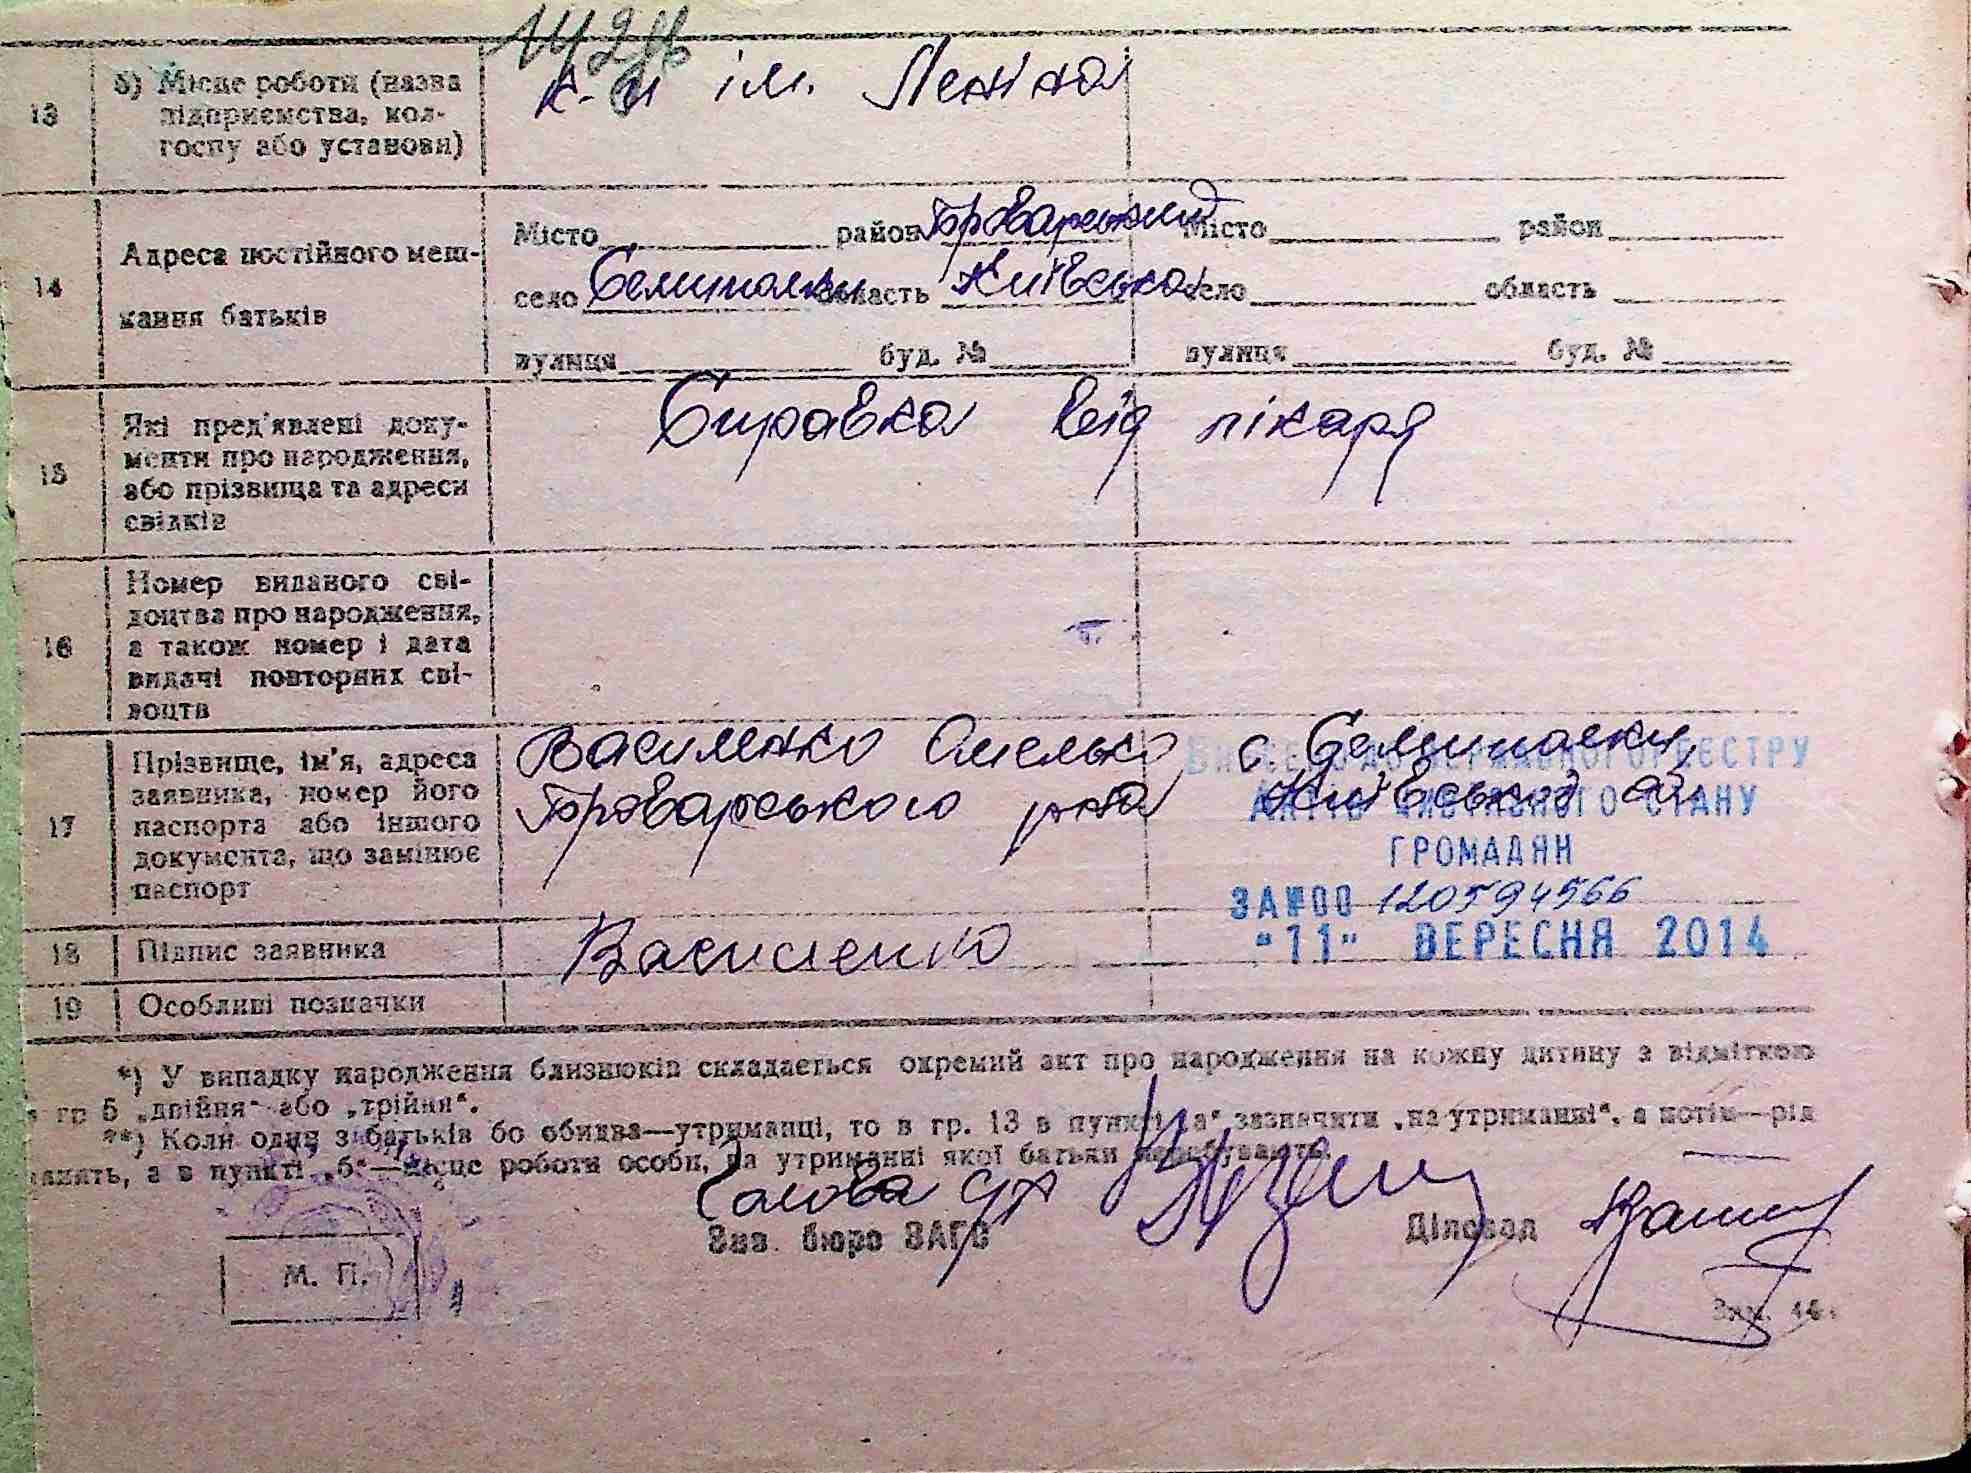 13 б) Місце роботи (назва підприємства, колгоспу або установи) к-п ім. Леніна
14 Адреса постійного мешкання батьків
Місто район Броварський Місто район
село Семиполки область Київська село область
вулиця буд. № вулиця буд. №
15 Які пред'явлені документи про народження, або прізвища та адреси свідків Справка від лікаря
16 Номер виданого свідоцтва про народження, а також номер і дата видачі повторних свідоцтв
17 Прізвище, ім'я, адреса заявника, номер його паспорта або іншого документа, що замінює паспорт
Василенко Омелько с. Семиполки
Броварського р-на Київської об.
ВНЕСЕНО ДО ДЕРЖАВНОГО РЕЄСТРУ
АКТІВ ЦИВІЛЬНОГО СТАНУ
ГРОМАДЯН
ЗА №00 120594566
"11" ВЕРЕСНЯ 2014
18 Підпис заявника Василенко
19 Особливі позначки
*) У випадку народження близнюків складається окремий акт про народження на кожну дитину з відміткою
в гр 5 „двійня" або „трійня".
**) Коли один з батьків бо обидва—утриманці, то в гр. 13 в пункті „а" зазначити „на утриманні", а потім—рід
занять, а в пункті „б"—місце роботи особи, на утриманні якої батьки перебувають.
Голова с/р
Зав. бюро ЗАГС Діловод
М. П.